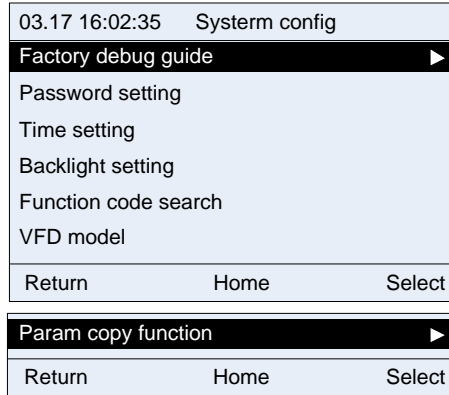 03.17 16:02:35 Systerm config
Factory debug guide
Password setting
Time setting
Backlight setting
Function code search
VFD model
Return Home Select
Param copy function
Return Home Select